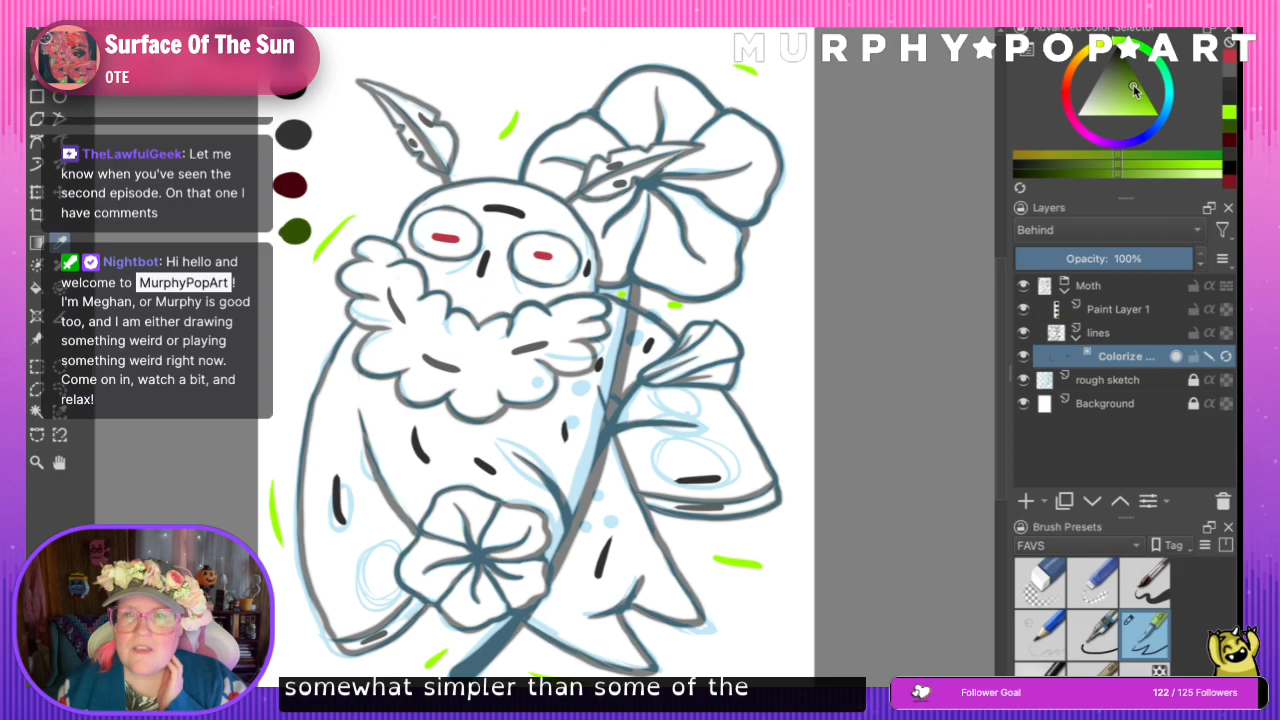 Surface Of The Sun
OTE
MURPHY★POP★ART
Advanced Color Selector
TheLawfulGeek: Let me
know when you've seen the
second episode. On that one I
have comments
Nightbot: Hi hello and
welcome to MurphyPopArt!
I'm Meghan, or Murphy is good
too, and I am either drawing
something weird or playing
something weird right now.
Come on in, watch a bit, and
relax!
Layers
Behind
Opacity: 100%
Moth
Paint Layer 1
lines
Colorize ...
rough sketch
Background
Brush Presets
FAVS
Tag
somewhat simpler than some of the
Follower Goal
122 / 125 Followers